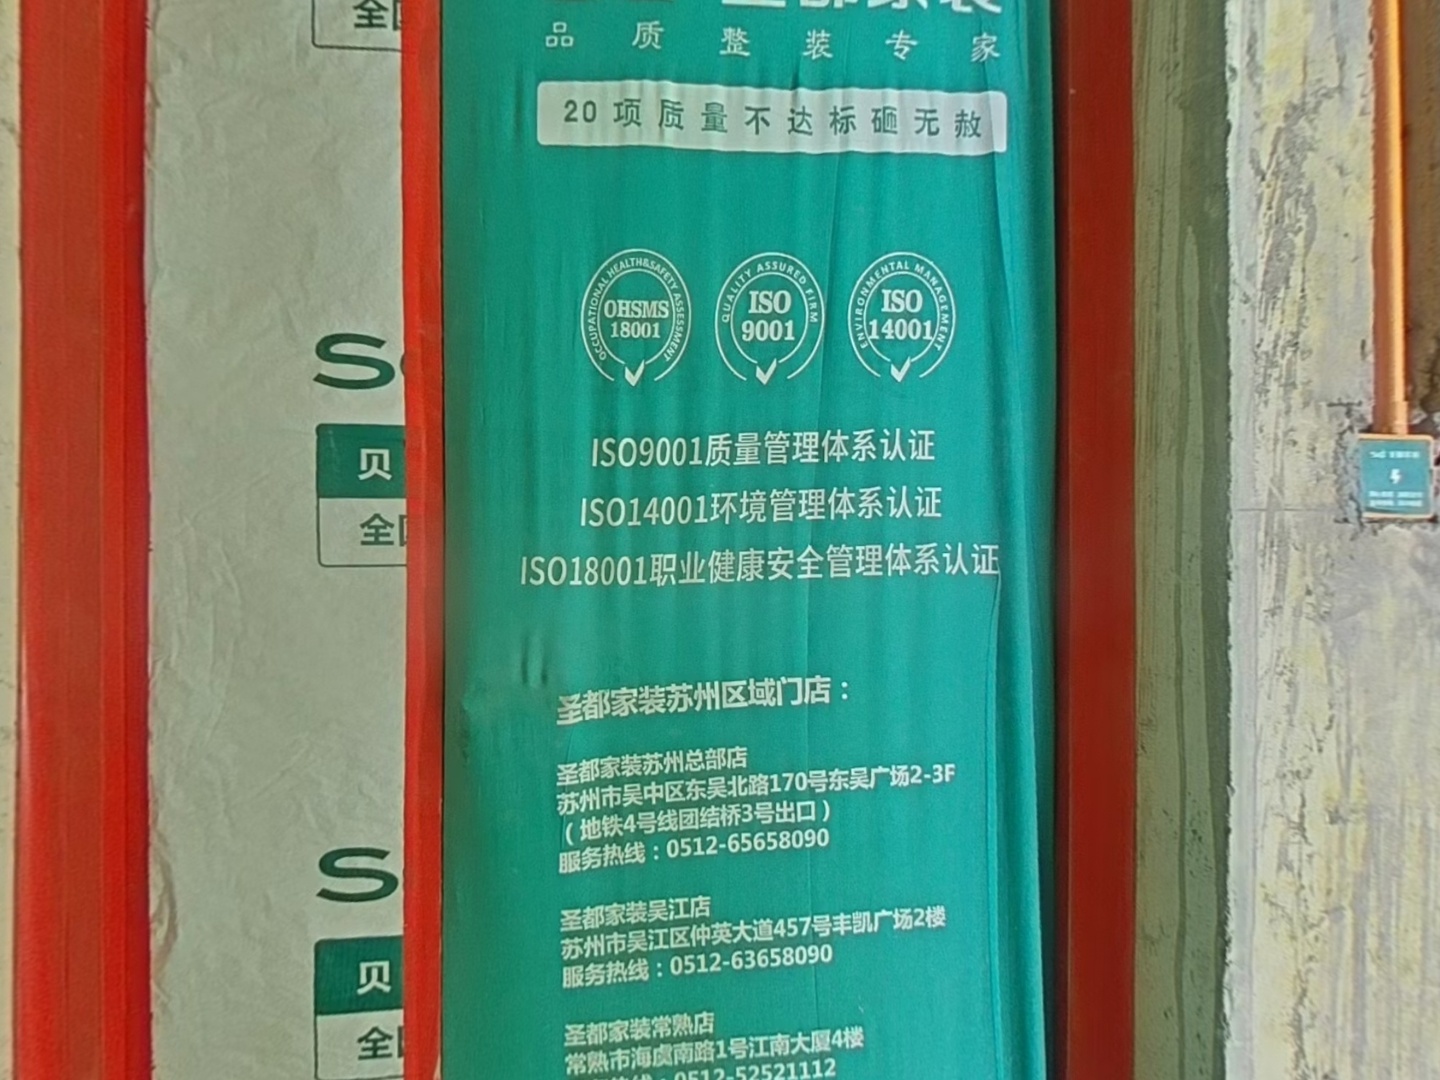 品质整装专家
20项质量不达标砸无赦
OCCUPATIONAL HEALTH&SAFETY ASSESSMENT
OHSMS
18001
QUALITY ASSURED FIRM
ISO
9001
ENVIRONMENTAL MANAGEMENT
ISO
14001
ISO9001质量管理体系认证
ISO14001环境管理体系认证
ISO18001职业健康安全管理体系认证
圣都家装苏州区域门店：
圣都家装苏州总部店
苏州市吴中区东吴北路170号东吴广场2-3F
（地铁4号线团结桥3号出口）
服务热线：0512-65658090
圣都家装吴江店
苏州市吴江区仲英大道457号丰凯广场2楼
服务热线：0512-63658090
圣都家装常熟店
常熟市海虞南路1号江南大厦4楼
0512-52521112
贝
全
贝
全